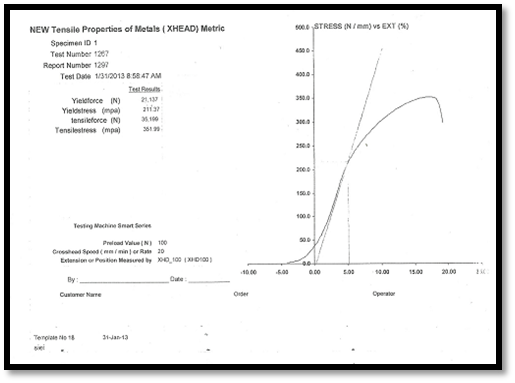 NEW Tensile Properties of Metals ( XHEAD) Metric
Specimen ID 1
Test Number 1267
Report Number 1297
Test Date 1/31/2013 8:58:47 AM
Test Results
Yieldforce (N) 21,137
Yieldstress (mpa) 211.37
tensileforce (N) 35,199
Tensilestress (mpa) 351.99
STRESS (N / mm) vs EXT (%)
500.0
450.0
400.0
350.0
300.0
250.0
200.0
150.0
100.0
50.0
0.0
-10.00 -5.00 0.00 5.00 10.00 15.00 20.00
Testing Machine Smart Series
Preload Value ( N ) 100
Crosshead Speed ( mm / min ) or Rate 20
Extension or Position Measured by XHD_100 ( XHD100 )
By : Date :
Customer Name Order Operator
Template No 18 31-Jan-13